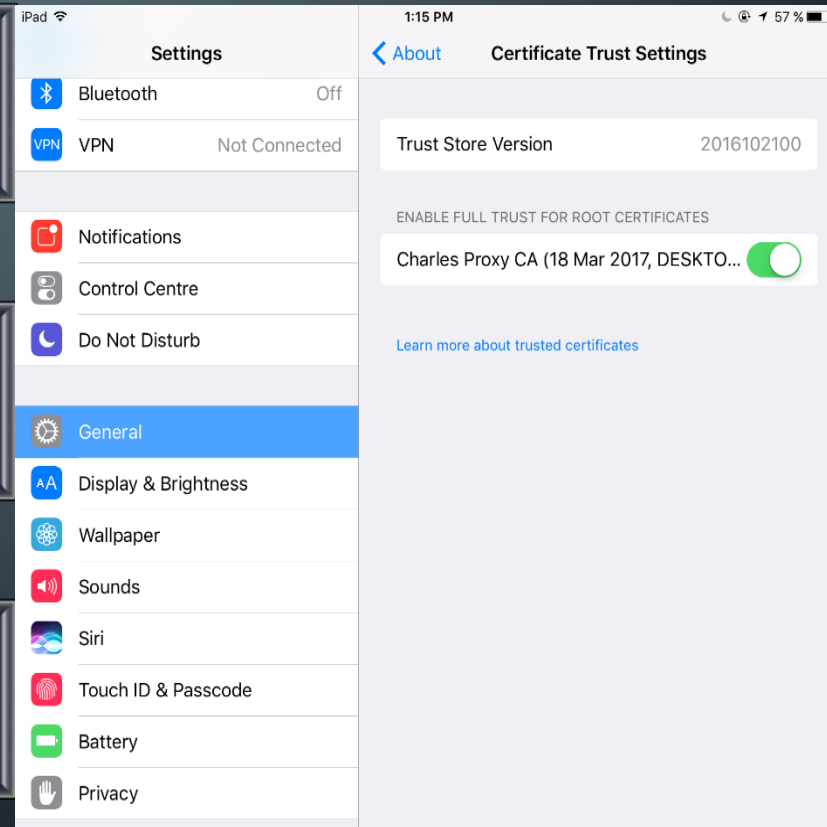 iPad 1:15 PM 57 %
Settings
About Certificate Trust Settings
Bluetooth Off
VPN VPN Not Connected
Notifications
Control Centre
Do Not Disturb
General
AA Display & Brightness
Wallpaper
Sounds
Siri
Touch ID & Passcode
Battery
Privacy
Trust Store Version 2016102100
ENABLE FULL TRUST FOR ROOT CERTIFICATES
Charles Proxy CA (18 Mar 2017, DESKTO...
Learn more about trusted certificates